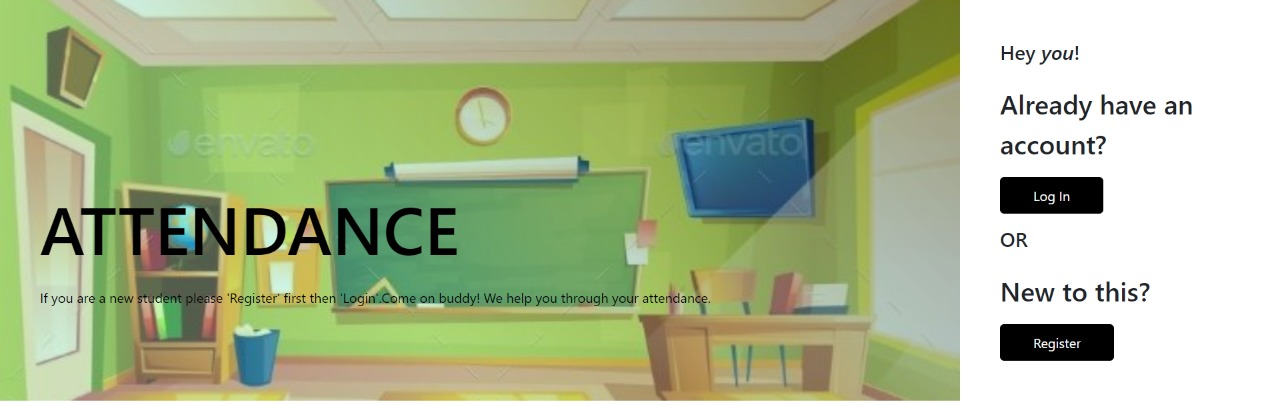 envato
envato
ATTENDANCE
If you are a new student please 'Register' first then 'Login'.Come on buddy! We help you through your attendance.
Hey you!
Already have an
account?
Log In
OR
New to this?
Register